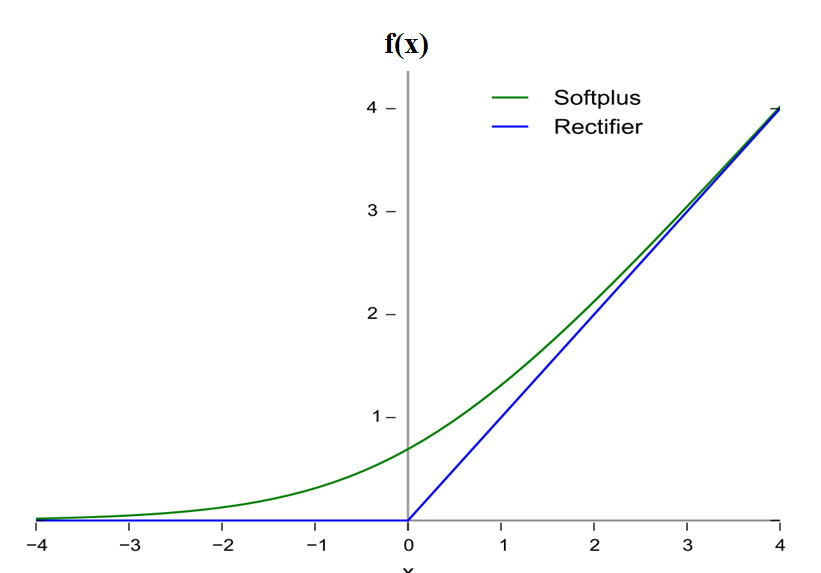 f(x)
Softplus
Rectifier
4
3
2
1
−4 −3 −2 −1 0 1 2 3 4
x